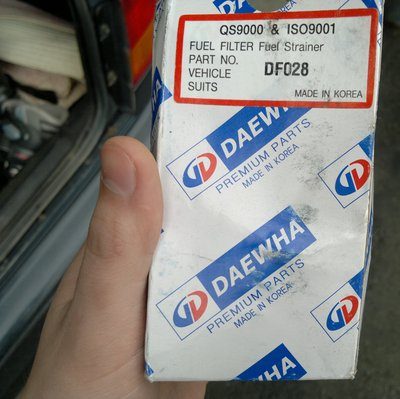 QS9000 & ISO9001
FUEL FILTER Fuel Strainer
PART NO.
VEHICLE
DF028
SUITS
MADE IN KOREA
DAEWHA
PREMIUM PARTS
MADE IN KOREA
DAEWHA
PREMIUM PARTS
MADE IN KOREA
WHA